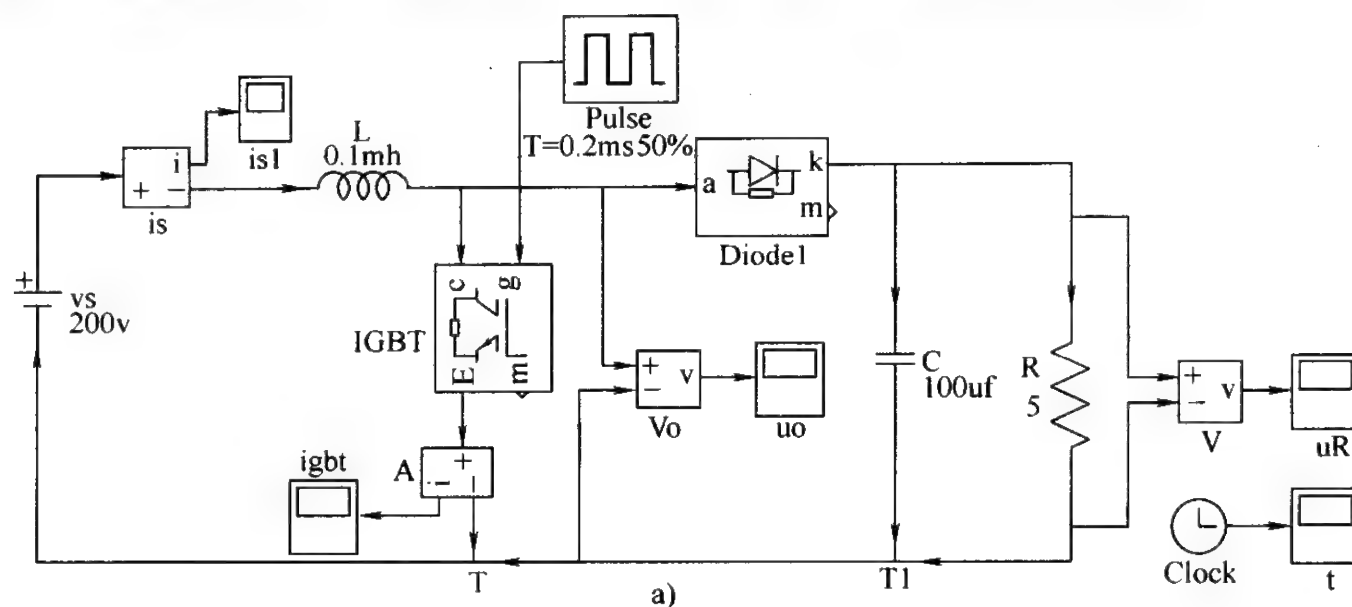 Pulse
T=0.2ms50%
i
+ −
is
is1
L
0.1mh
a
k
m
Diode1
+
vs
200v
IGBT
c
g
E
m
A
+
i
−
igbt
+
−
v
Vo
uo
C
100uf
R
5
+
−
v
V
uR
Clock
t
T
T1
a)